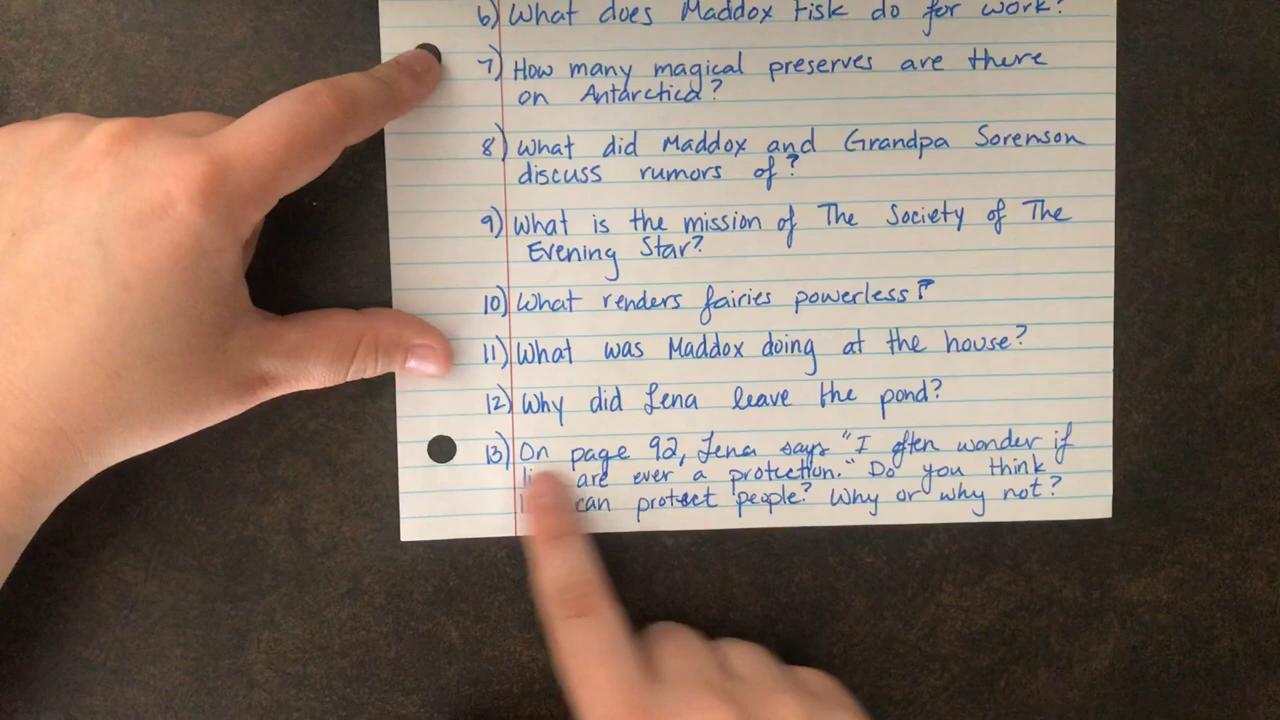 6) What does Maddox risk do for work?
7) How many magical preserves are there
on Antarctica?
8) What did Maddox and Grandpa Sorenson
discuss rumors of?
9) What is the mission of The Society of The
Evening Star?
10) What renders fairies powerless?
11) What was Maddox doing at the house?
12) Why did Lena leave the pond?
13) On page 92, Lena says "I often wonder if
are ever a protection." Do you think
can protect people? Why or why not?